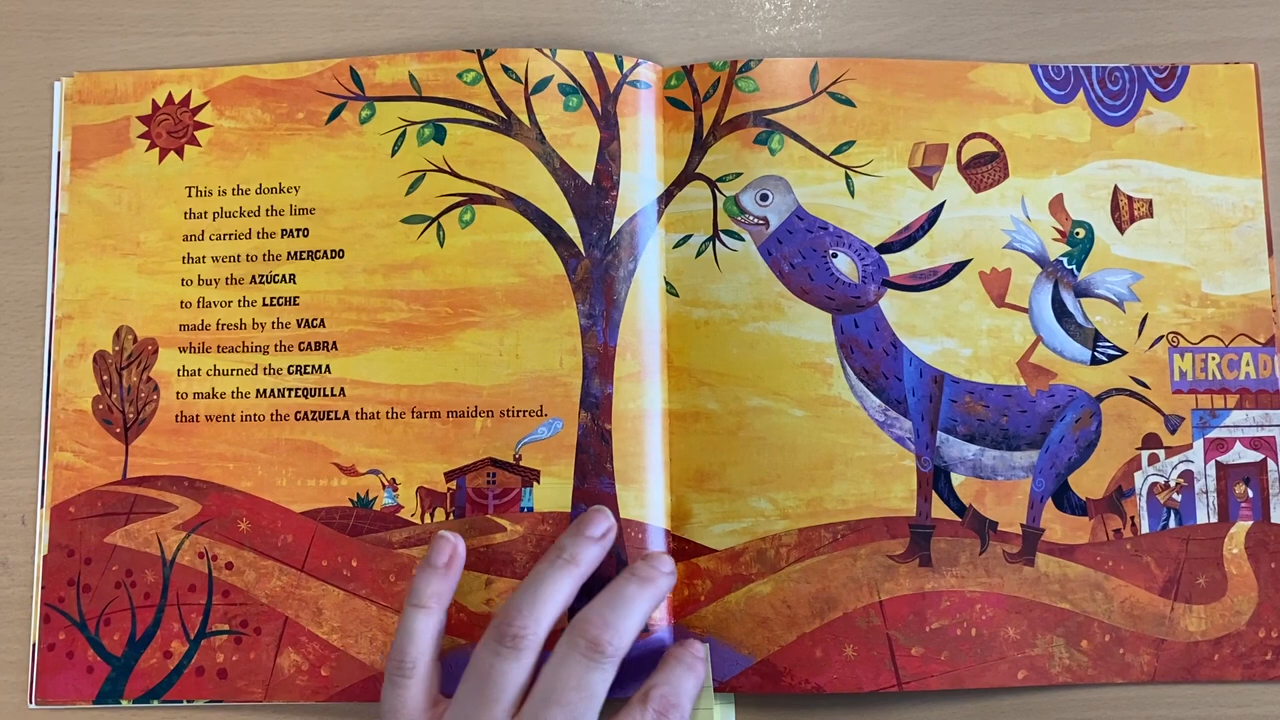 This is the donkey
that plucked the lime
and carried the PATO
that went to the MERCADO
to buy the AZÚCAR
to flavor the LECHE
made fresh by the VACA
while teaching the CABRA
that churned the CREMA
to make the MANTEQUILLA
that went into the CAZUELA that the farm maiden stirred.
MERCADO